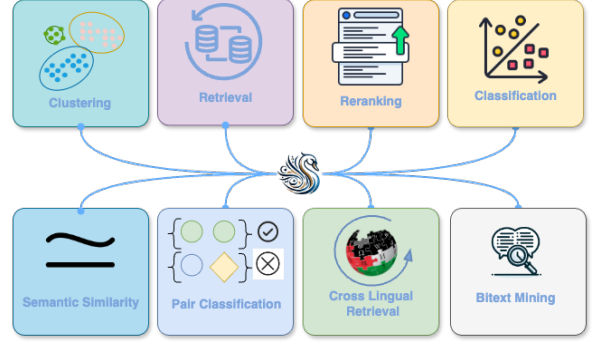 Clustering
Retrieval
Reranking
Classification
Semantic Similarity
Pair Classification
Cross Lingual
Retrieval
Bitext Mining